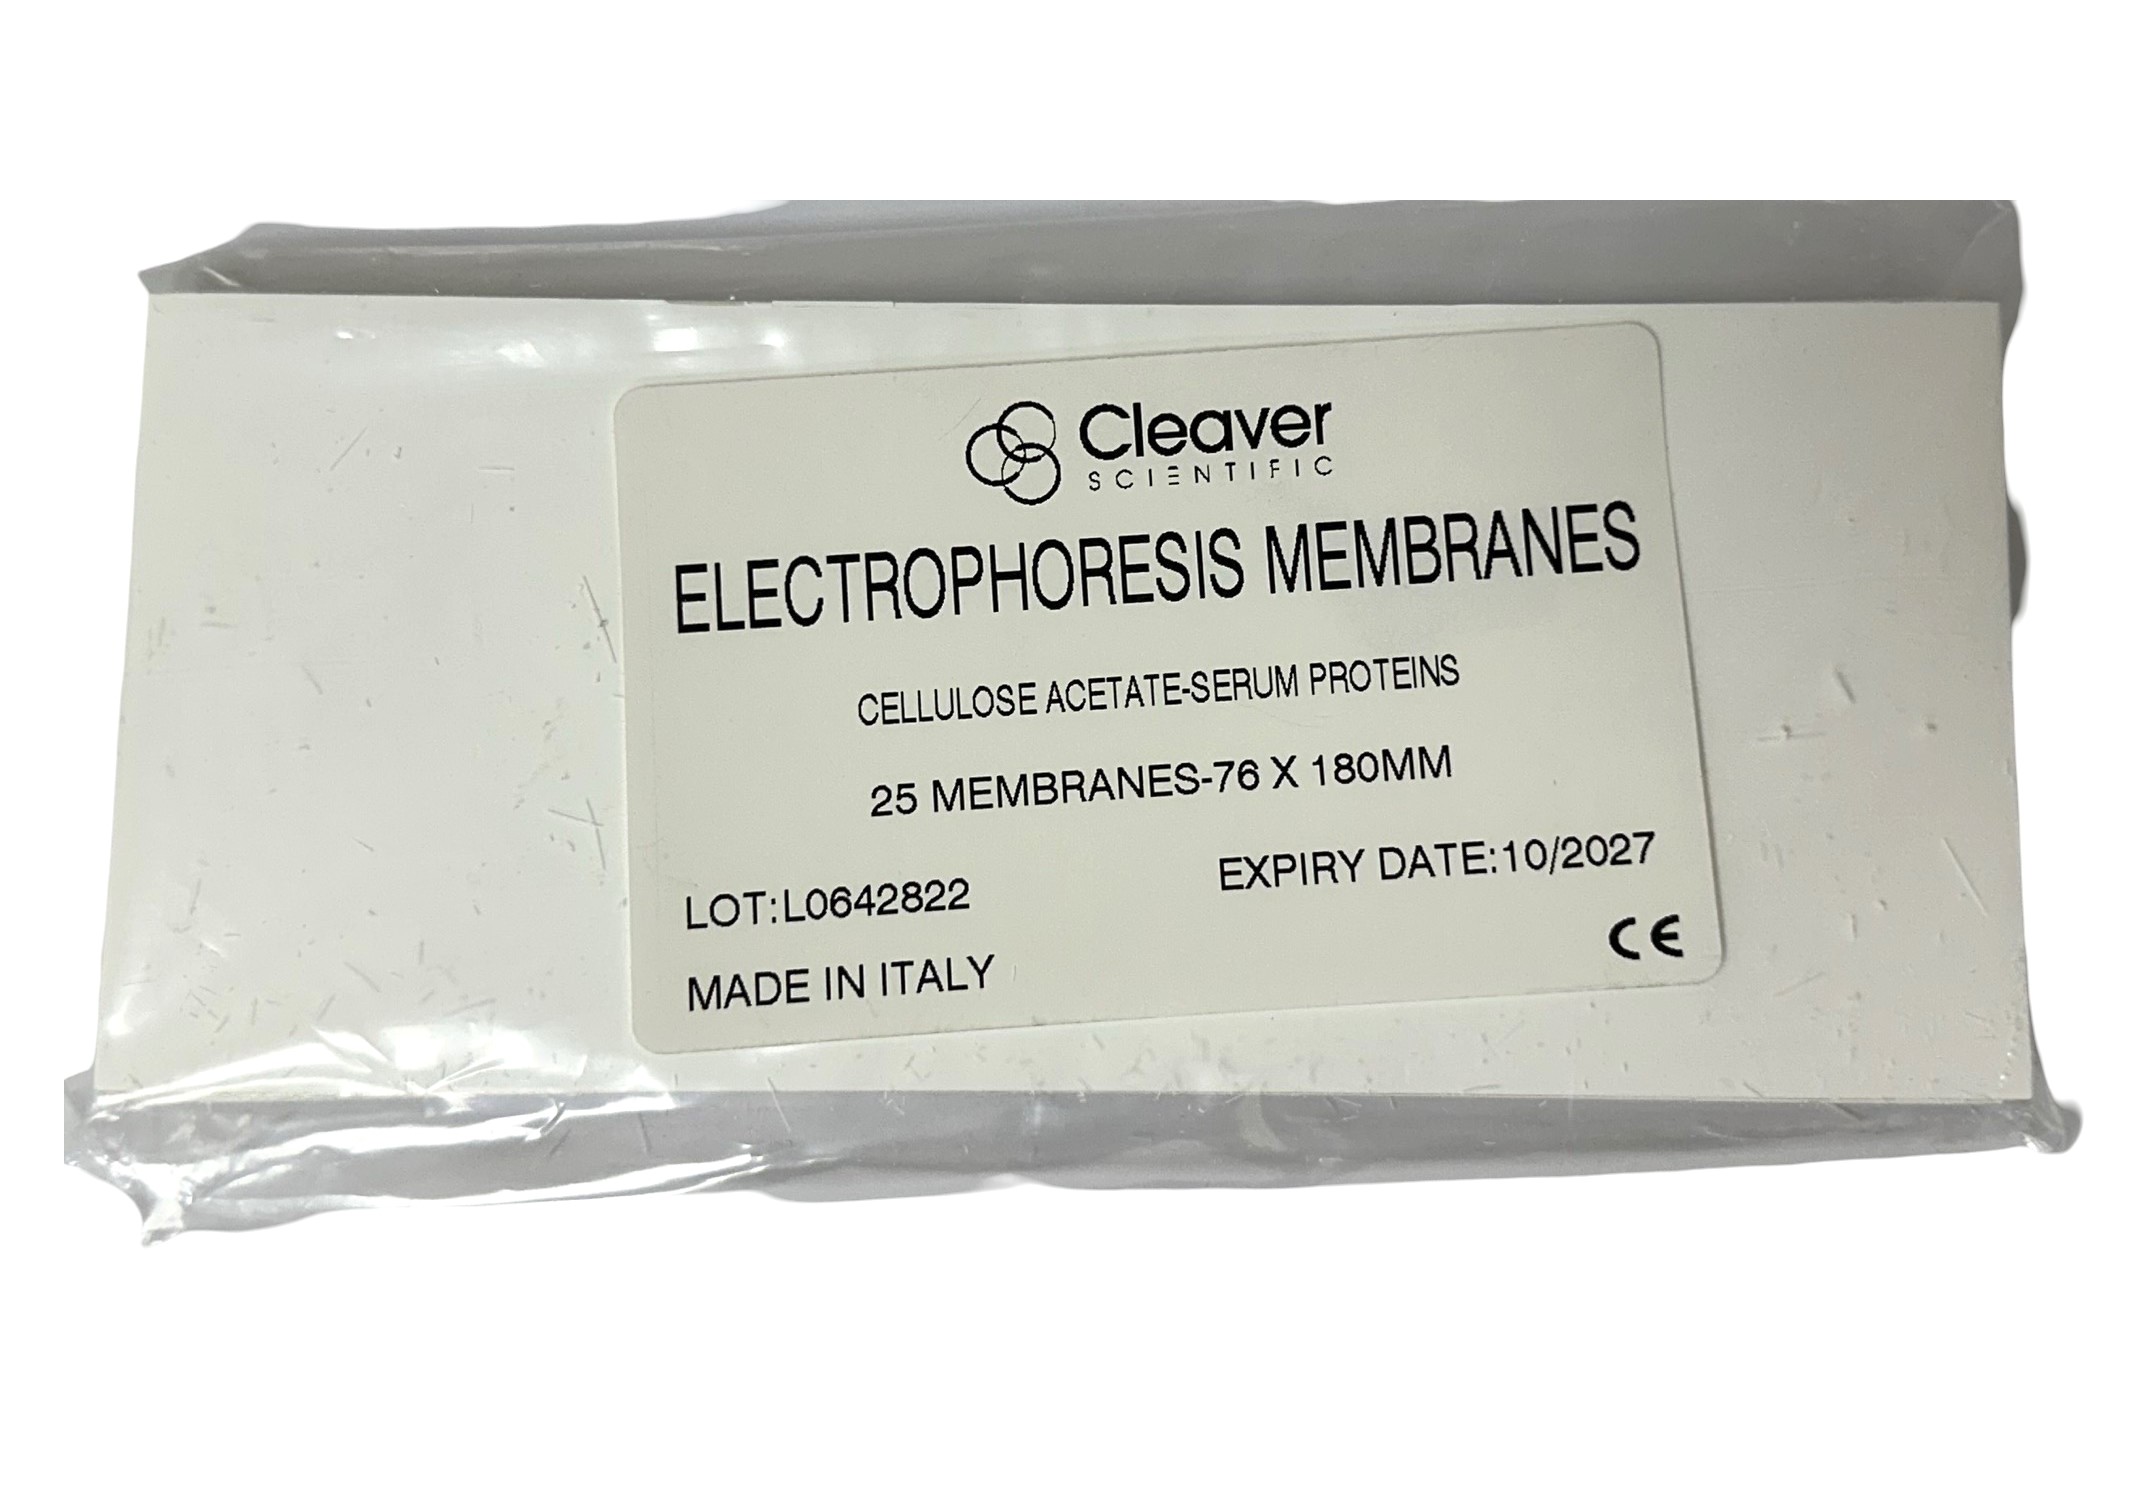 Cleaver
SCIENTIFIC
ELECTROPHORESIS MEMBRANES
CELLULOSE ACETATE-SERUM PROTEINS
25 MEMBRANES-76 X 180MM
LOT:L0642822
EXPIRY DATE:10/2027
MADE IN ITALY
CE